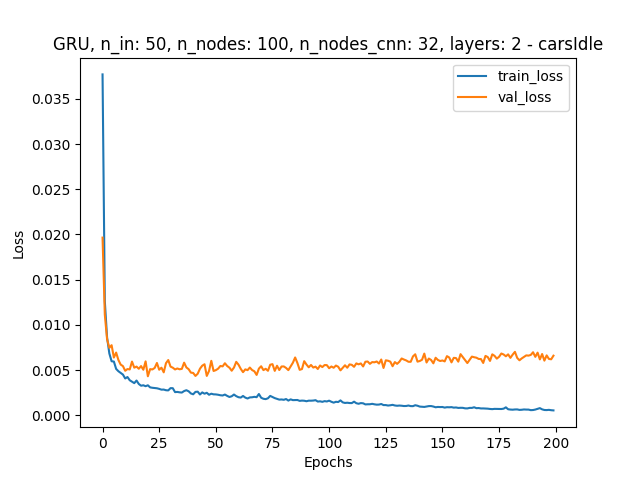 GRU, n_in: 50, n_nodes: 100, n_nodes_cnn: 32, layers: 2 - carsIdle
train_loss
val_loss
0.035
0.030
0.025
0.020
0.015
0.010
0.005
0.000
Loss
0 25 50 75 100 125 150 175 200
Epochs